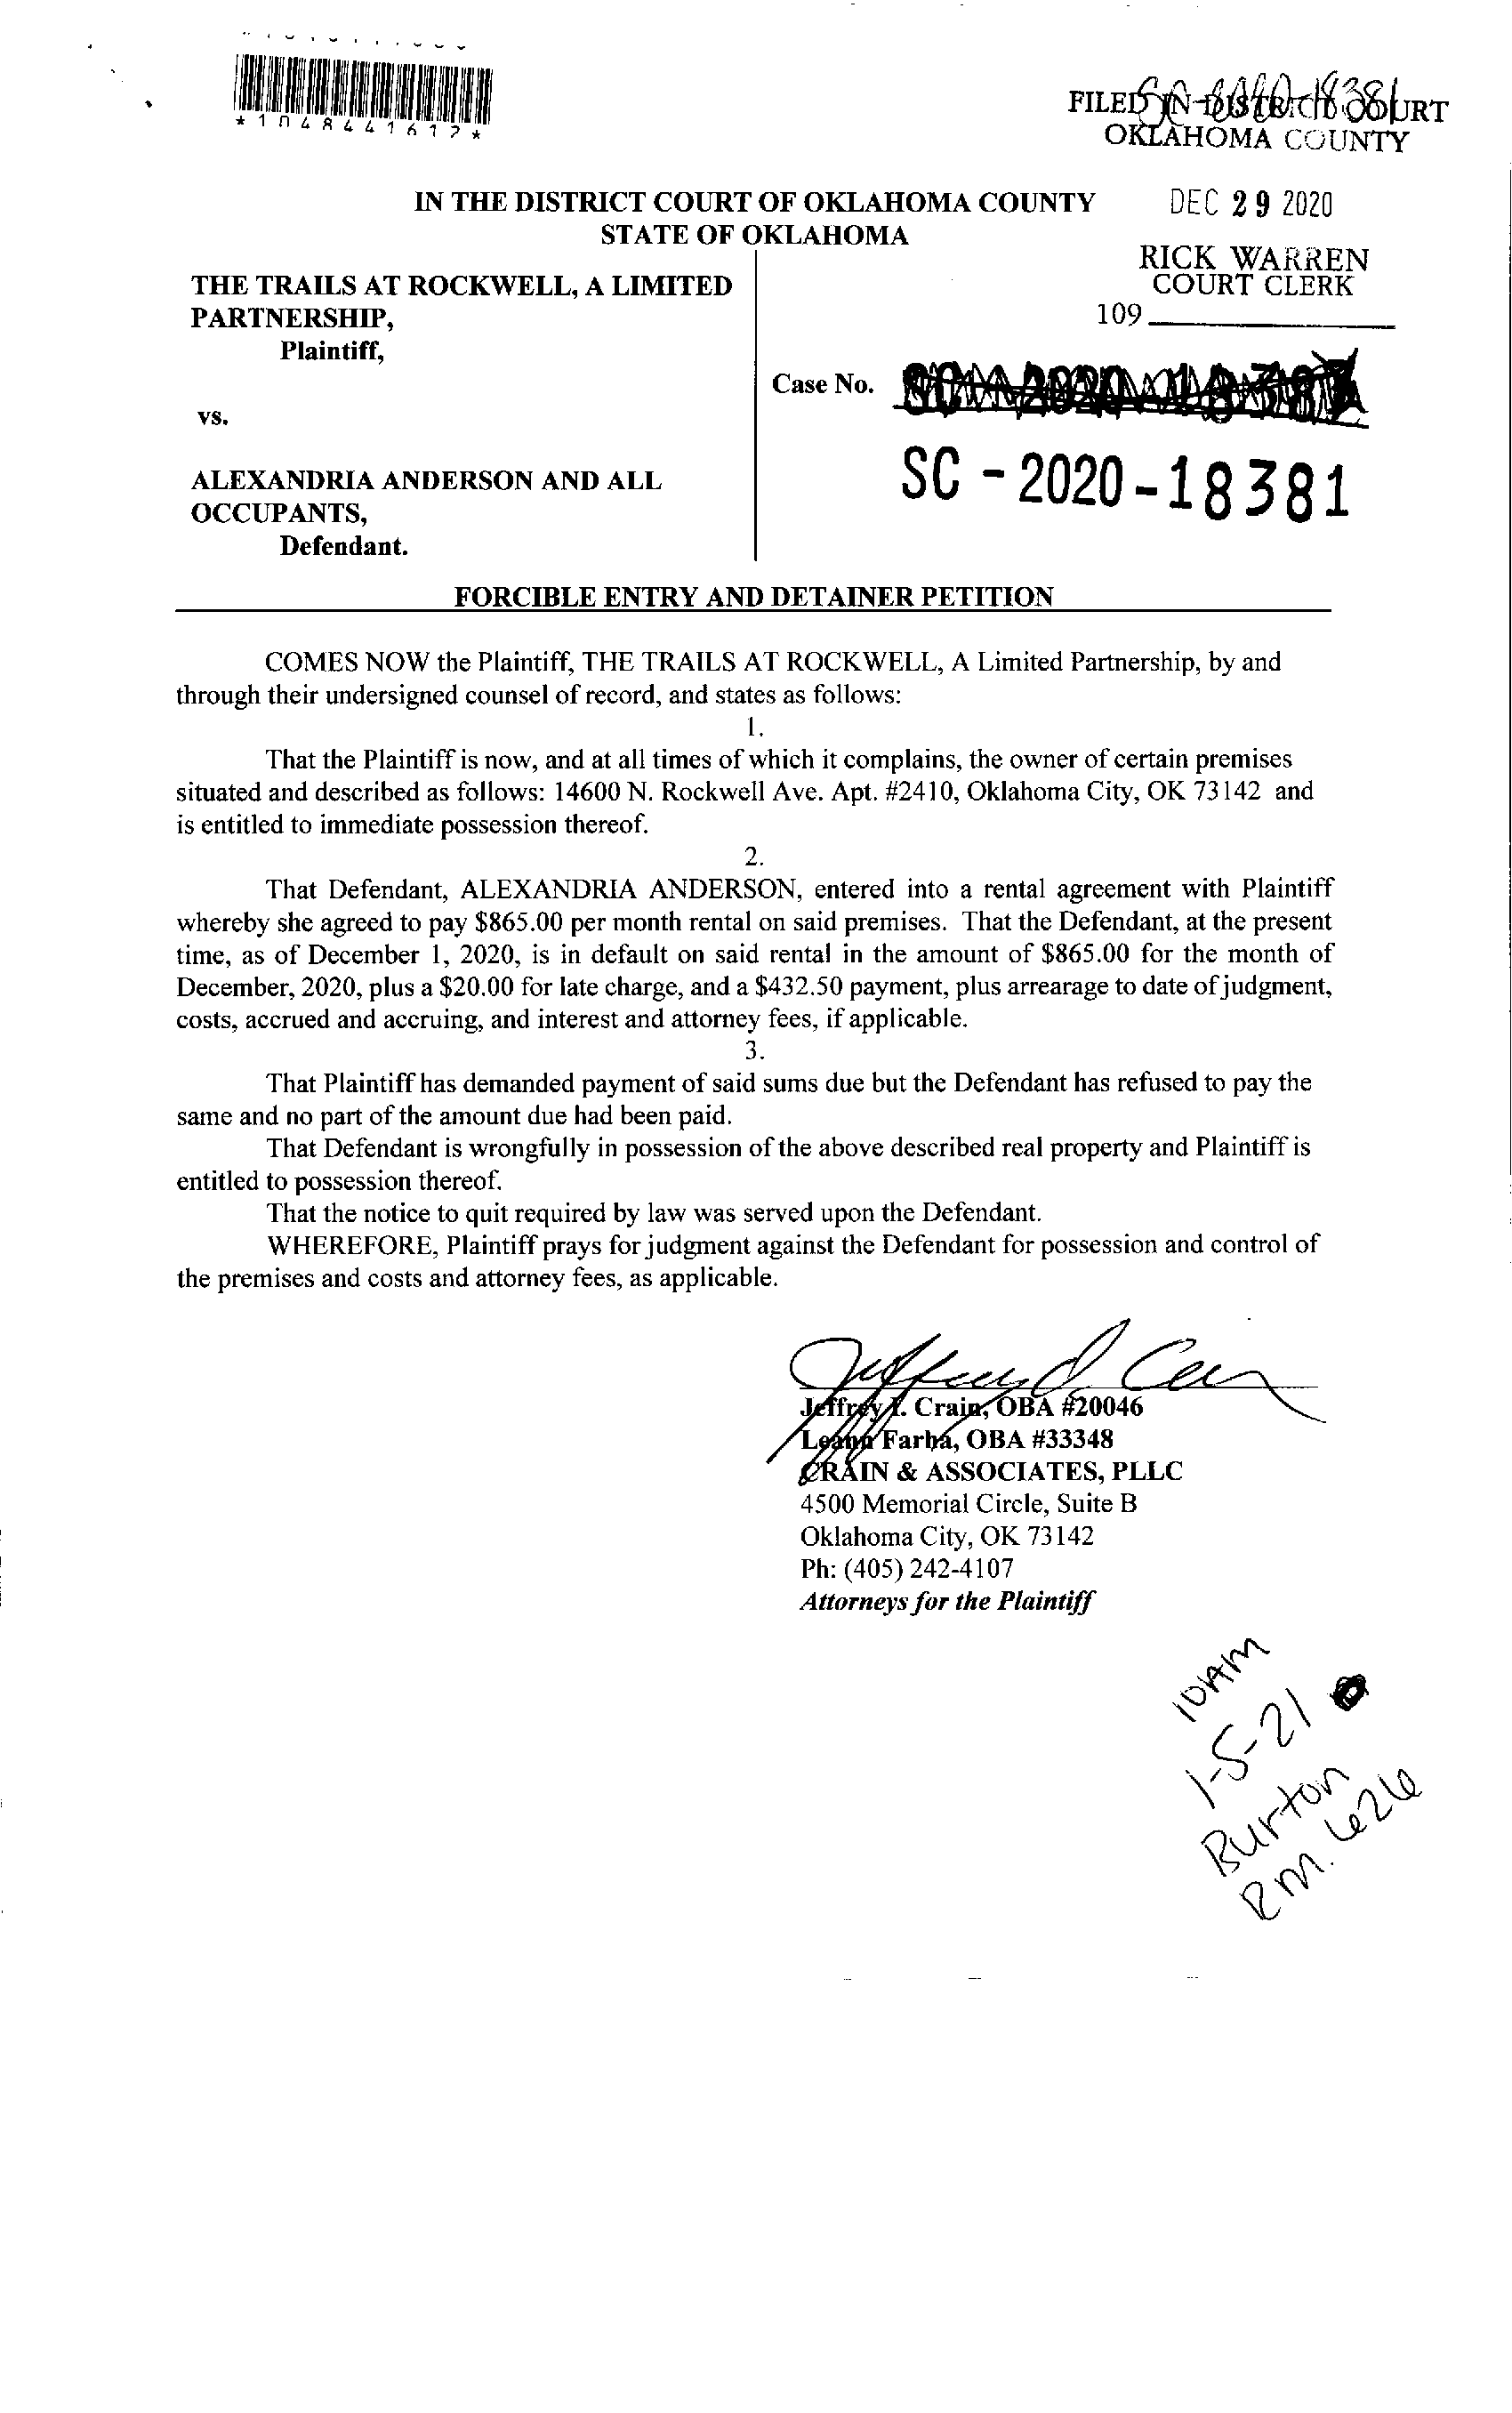 *1048441617*
SC-2020-18381
FILED IN DISTRICT COURT
OKLAHOMA COUNTY
DEC 29 2020
RICK WARREN
COURT CLERK
109
IN THE DISTRICT COURT OF OKLAHOMA COUNTY
STATE OF OKLAHOMA
THE TRAILS AT ROCKWELL, A LIMITED
PARTNERSHIP,
Plaintiff,
Case No.
vs.
SC - 2020 - 18381
ALEXANDRIA ANDERSON AND ALL
OCCUPANTS,
Defendant.
FORCIBLE ENTRY AND DETAINER PETITION
COMES NOW the Plaintiff, THE TRAILS AT ROCKWELL, A Limited Partnership, by and
through their undersigned counsel of record, and states as follows:
1.
That the Plaintiff is now, and at all times of which it complains, the owner of certain premises
situated and described as follows: 14600 N. Rockwell Ave. Apt. #2410, Oklahoma City, OK 73142 and
is entitled to immediate possession thereof.
2.
That Defendant, ALEXANDRIA ANDERSON, entered into a rental agreement with Plaintiff
whereby she agreed to pay $865.00 per month rental on said premises. That the Defendant, at the present
time, as of December 1, 2020, is in default on said rental in the amount of $865.00 for the month of
December, 2020, plus a $20.00 for late charge, and a $432.50 payment, plus arrearage to date of judgment,
costs, accrued and accruing, and interest and attorney fees, if applicable.
3.
That Plaintiff has demanded payment of said sums due but the Defendant has refused to pay the
same and no part of the amount due had been paid.
That Defendant is wrongfully in possession of the above described real property and Plaintiff is
entitled to possession thereof.
That the notice to quit required by law was served upon the Defendant.
WHEREFORE, Plaintiff prays for judgment against the Defendant for possession and control of
the premises and costs and attorney fees, as applicable.
Jeffrey I. Crain, OBA #20046
Leann Farha, OBA #33348
CRAIN & ASSOCIATES, PLLC
4500 Memorial Circle, Suite B
Oklahoma City, OK 73142
Ph: (405) 242-4107
Attorneys for the Plaintiff
10AM
1-5-21
Burton
RM. 626